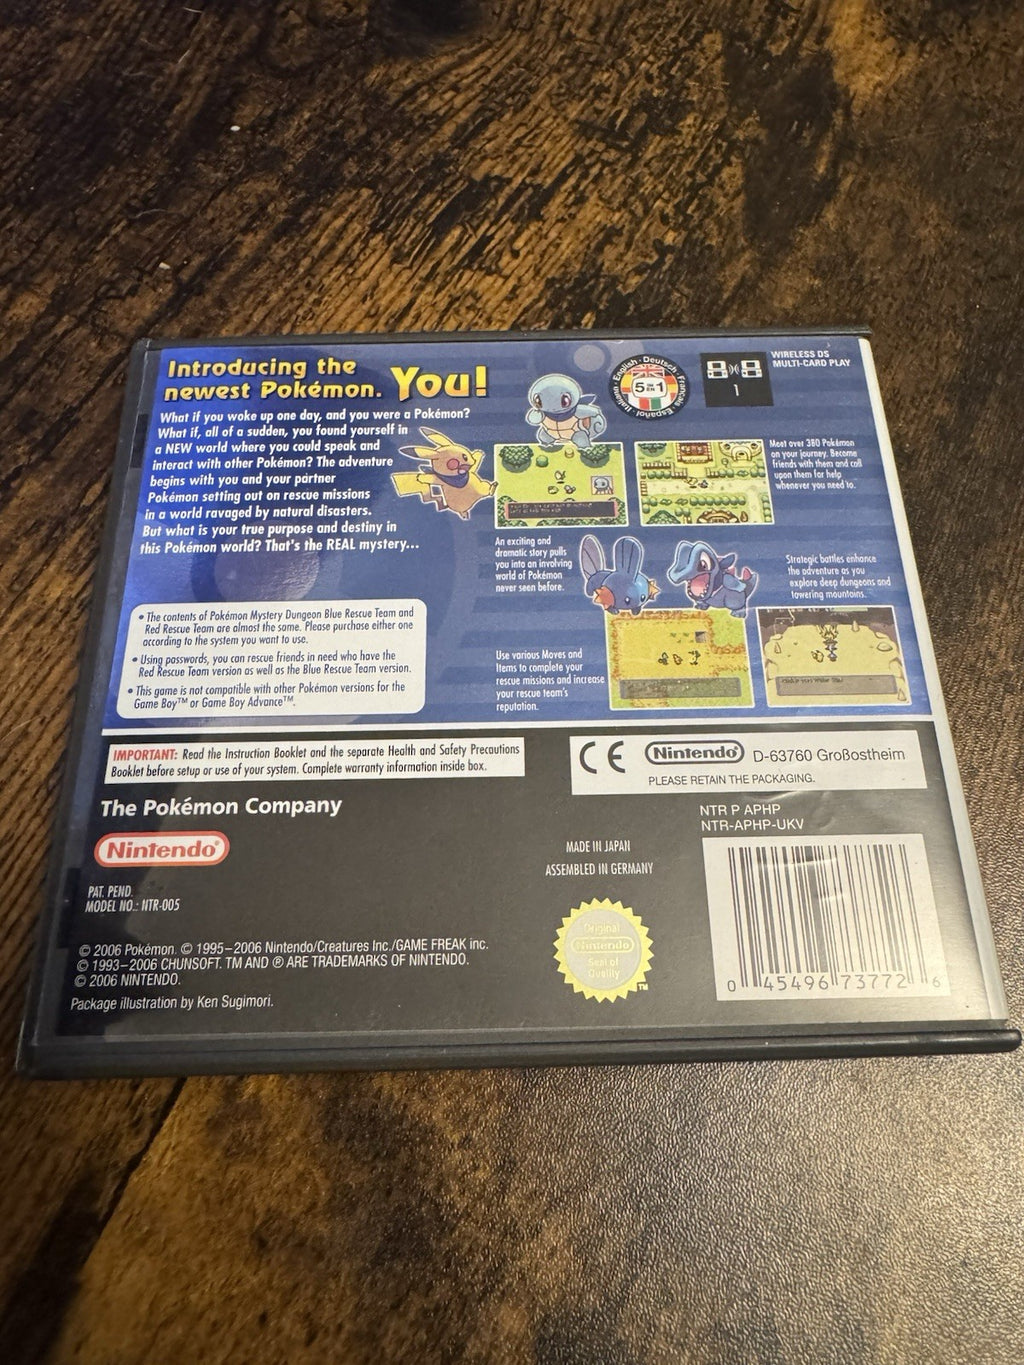 Introducing the
newest Pokémon. You!
What if you woke up one day, and you were a Pokémon?
What if, all of a sudden, you found yourself in
a NEW world where you could speak and
interact with other Pokémon? The adventure
begins with you and your partner
Pokémon setting out on rescue missions
in a world ravaged by natural disasters.
But what is your true purpose and destiny in
this Pokémon world? That's the REAL mystery...
English · Deutsch · Français · Español · Italiano
5 IN EN 1
WIRELESS DS
MULTI-CARD PLAY
1
Meet over 380 Pokémon
on your journey. Become
friends with them and call
upon them for help
whenever you need to.
An exciting and
dramatic story pulls
you into an involving
world of Pokémon
never seen before.
Strategic battles enhance
the adventure as you
explore deep dungeons and
towering mountains.
Use various Moves and
Items to complete your
rescue missions and increase
your rescue team's
reputation.
• The contents of Pokémon Mystery Dungeon Blue Rescue Team and
Red Rescue Team are almost the same. Please purchase either one
according to the system you want to use.
• Using passwords, you can rescue friends in need who have the
Red Rescue Team version as well as the Blue Rescue Team version.
• This game is not compatible with other Pokémon versions for the
Game Boy™ or Game Boy Advance™.
IMPORTANT: Read the Instruction Booklet and the separate Health and Safety Precautions
Booklet before setup or use of your system. Complete warranty information inside box.
CE Nintendo® D-63760 Großostheim
PLEASE RETAIN THE PACKAGING.
The Pokémon Company
Nintendo®
PAT. PEND.
MODEL NO.: NTR-005
NTR P APHP
NTR-APHP-UKV
MADE IN JAPAN
ASSEMBLED IN GERMANY
Original
Nintendo
Seal of
Quality
TM
0 45496 73772 6
© 2006 Pokémon. © 1995–2006 Nintendo/Creatures Inc./GAME FREAK inc.
© 1993–2006 CHUNSOFT. TM AND ® ARE TRADEMARKS OF NINTENDO.
© 2006 NINTENDO.
Package illustration by Ken Sugimori.